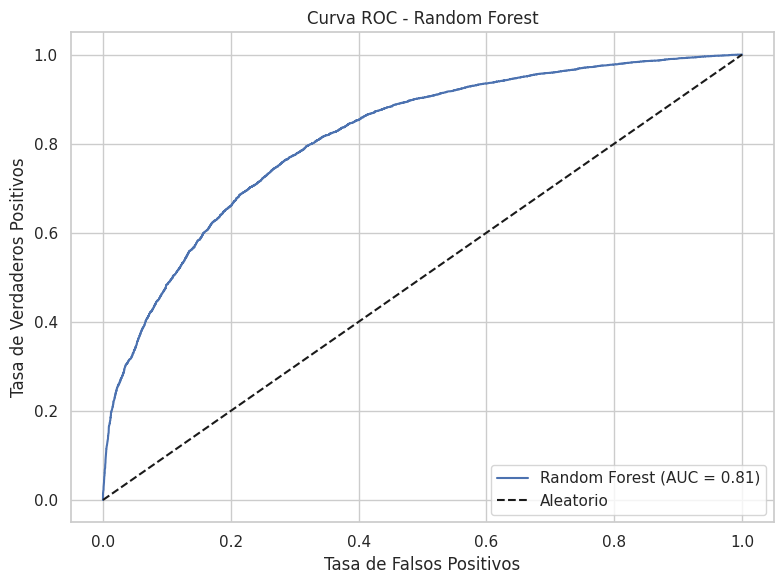 Curva ROC - Random Forest
1.0
0.8
0.6
0.4
0.2
0.0
Tasa de Verdaderos Positivos
Random Forest (AUC = 0.81)
Aleatorio
0.0 0.2 0.4 0.6 0.8 1.0
Tasa de Falsos Positivos